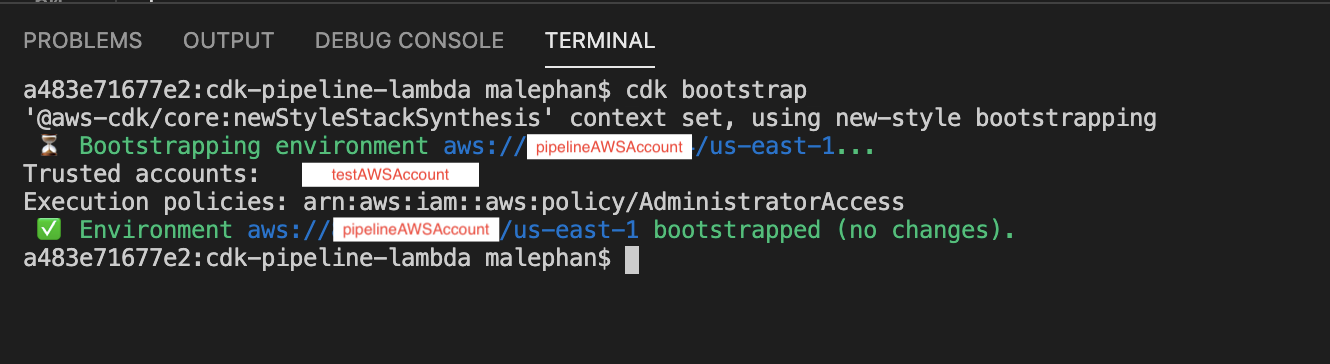 PROBLEMS OUTPUT DEBUG CONSOLE TERMINAL
a483e71677e2:cdk-pipeline-lambda malephan$ cdk bootstrap
'@aws-cdk/core:newStyleStackSynthesis' context set, using new-style bootstrapping
⏳ Bootstrapping environment aws://pipelineAWSAccount/us-east-1...
Trusted accounts: testAWSAccount
Execution policies: arn:aws:iam::aws:policy/AdministratorAccess
✅ Environment aws://pipelineAWSAccount/us-east-1 bootstrapped (no changes).
a483e71677e2:cdk-pipeline-lambda malephan$